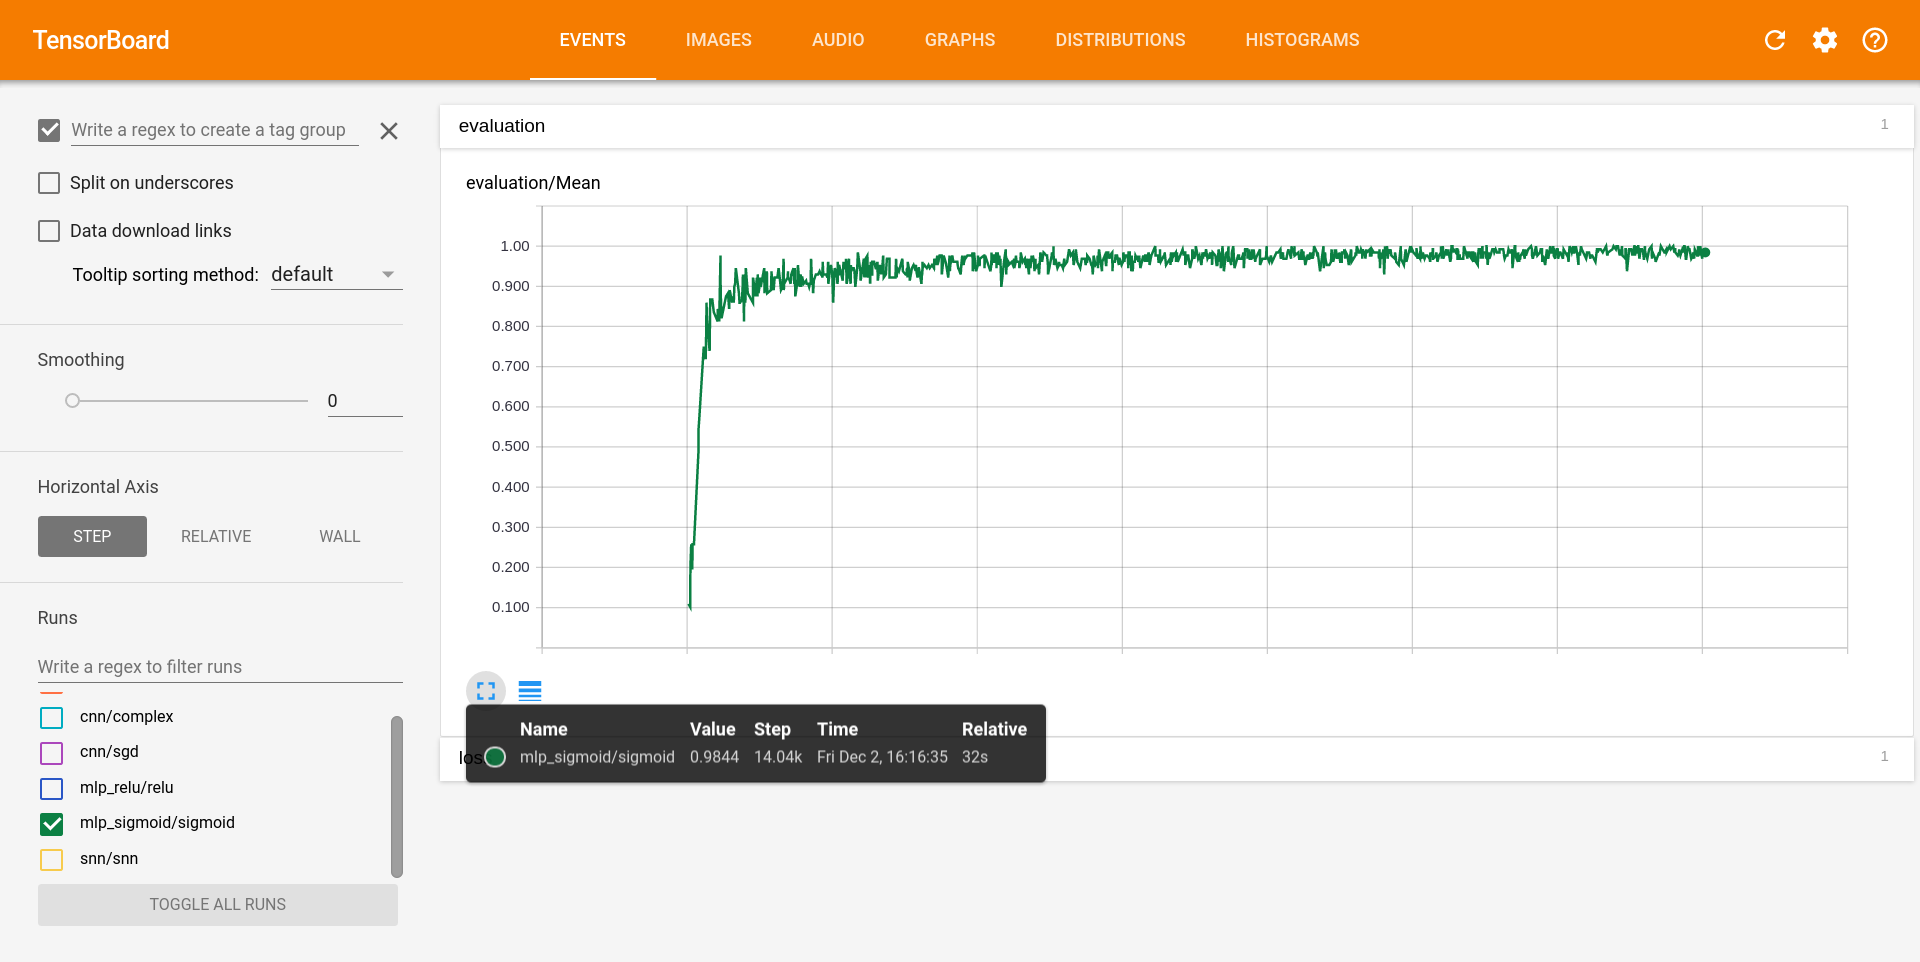 TensorBoard
EVENTS IMAGES AUDIO GRAPHS DISTRIBUTIONS HISTOGRAMS
Write a regex to create a tag group
Split on underscores
Data download links
Tooltip sorting method: default
Smoothing
0
Horizontal Axis
STEP RELATIVE WALL
Runs
Write a regex to filter runs
cnn/complex
cnn/sgd
mlp_relu/relu
mlp_sigmoid/sigmoid
snn/snn
TOGGLE ALL RUNS
evaluation 1
evaluation/Mean
1.00
0.900
0.800
0.700
0.600
0.500
0.400
0.300
0.200
0.100
Name Value Step Time Relative
mlp_sigmoid/sigmoid 0.9844 14.04k Fri Dec 2, 16:16:35 32s
1